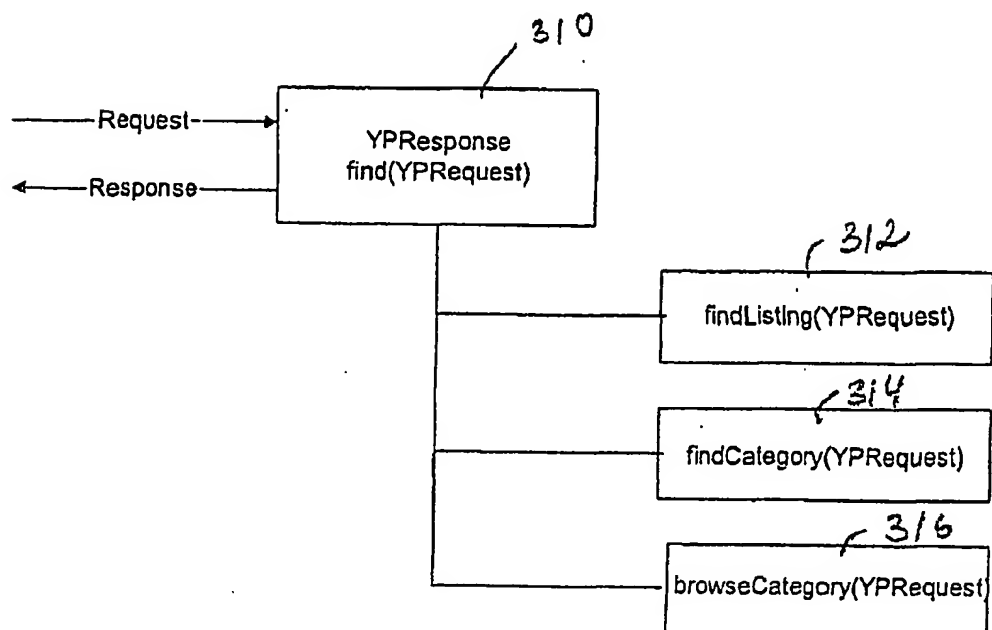 310
Request
YPResponse
find(YPRequest)
Response
312
findListing(YPRequest)
314
findCategory(YPRequest)
316
browseCategory(YPRequest)